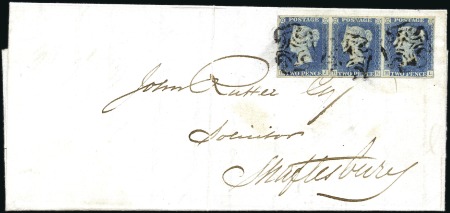 POSTAGE POSTAGE POSTAGE
TWO PENCE TWO PENCE TWO PENCE
John Rutter Esq
Solicitor
Shaftesbury